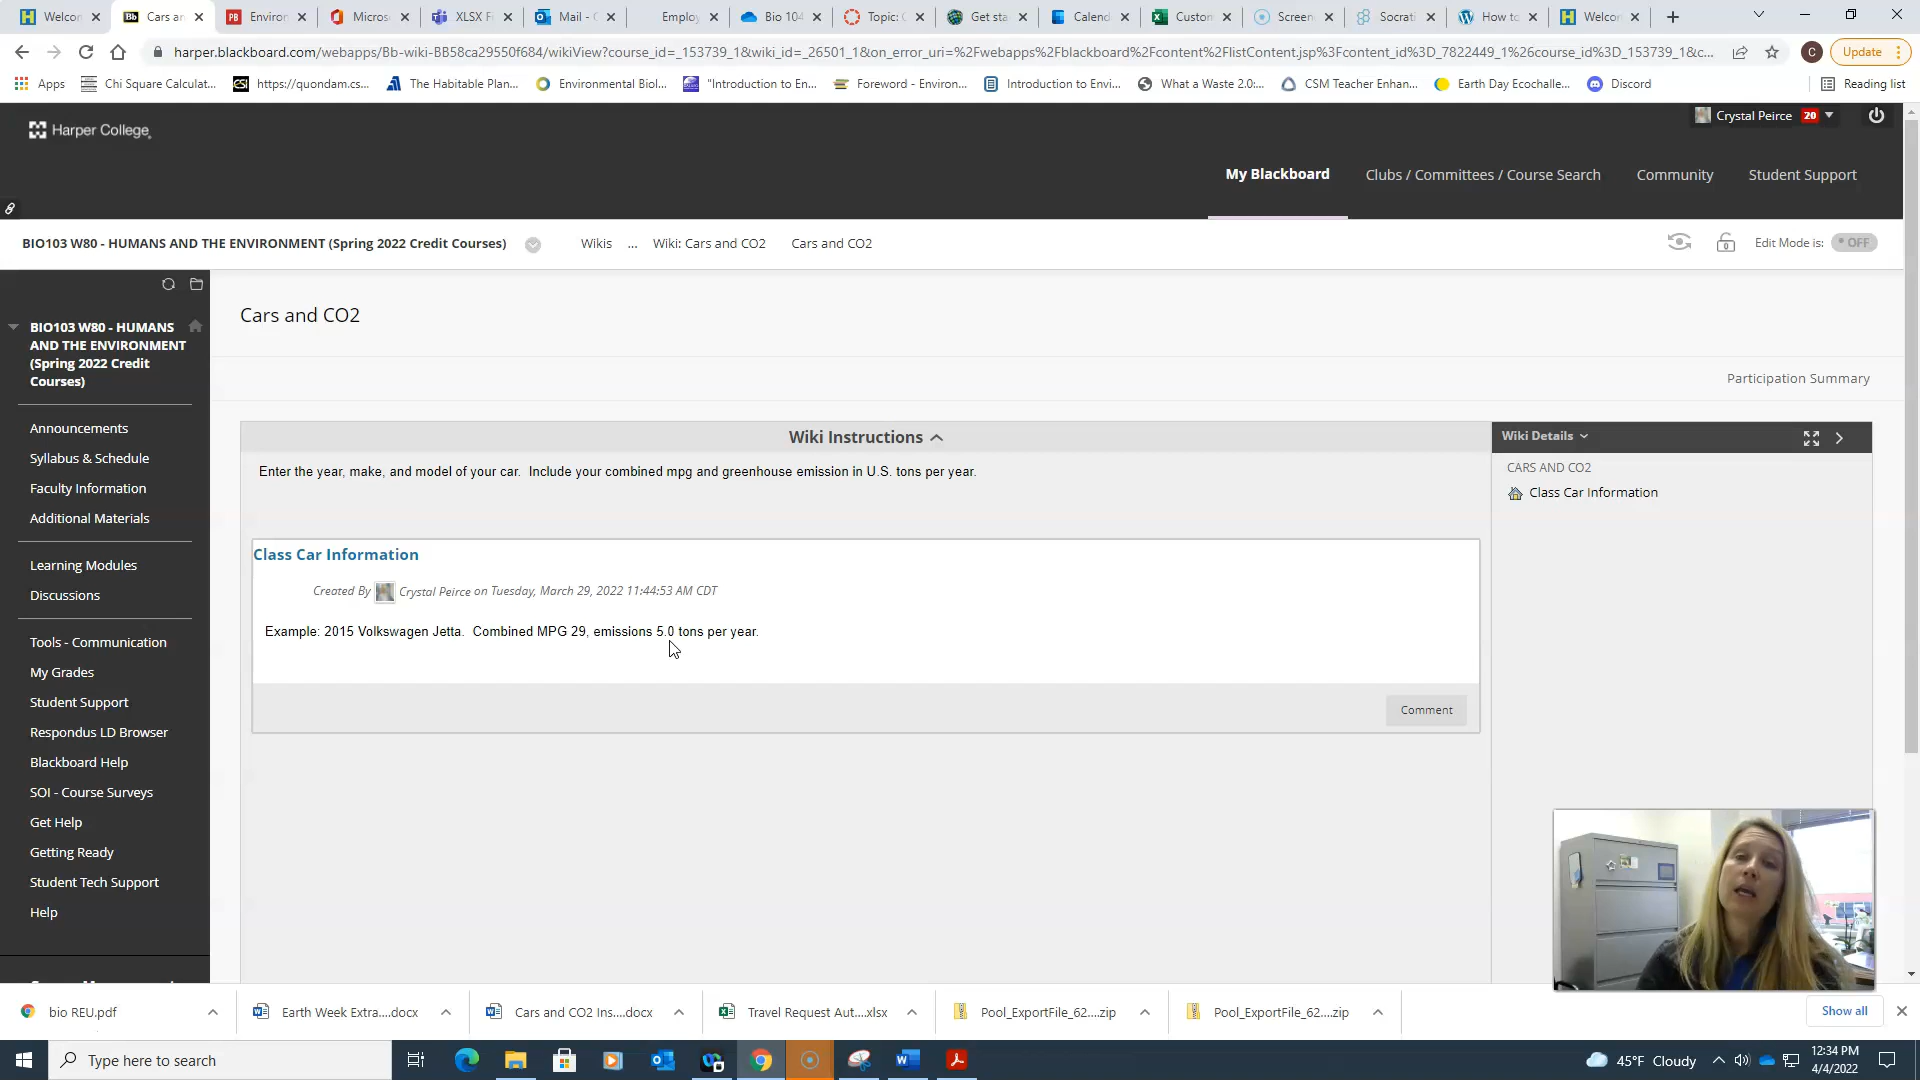 Welcon
Cars an
Environ
Micros
XLSX F
Mail -
Employ
Bio 104
Topic:
Get sta
Calend
Custon
Screen
Socrati
How to
Welcon
harper.blackboard.com/webapps/Bb-wiki-BB58ca29550f684/wikiView?course_id=_153739_1&wiki_id=_26501_1&on_error_uri=%2Fwebapps%2Fblackboard%2Fcontent%2FlistContent.jsp%3Fcontent_id%3D_7822449_1%26course_id%3D_153739_1&c...
C
Update
Apps
Chi Square Calculat...
https://quondam.cs...
The Habitable Plan...
Environmental Biol...
"Introduction to En...
Foreword - Environ...
Introduction to Envi...
What a Waste 2.0:...
CSM Teacher Enhan...
Earth Day Ecochalle...
Discord
Reading list
Harper College
Crystal Peirce 20
My Blackboard
Clubs / Committees / Course Search
Community
Student Support
BIO103 W80 - HUMANS AND THE ENVIRONMENT (Spring 2022 Credit Courses)
Wikis ... Wiki: Cars and CO2 Cars and CO2
Edit Mode is: OFF
BIO103 W80 - HUMANS
AND THE ENVIRONMENT
(Spring 2022 Credit
Courses)
Announcements
Syllabus & Schedule
Faculty Information
Additional Materials
Learning Modules
Discussions
Tools - Communication
My Grades
Student Support
Respondus LD Browser
Blackboard Help
SOI - Course Surveys
Get Help
Getting Ready
Student Tech Support
Help
Cars and CO2
Participation Summary
Wiki Instructions
Enter the year, make, and model of your car. Include your combined mpg and greenhouse emission in U.S. tons per year.
Class Car Information
Created By Crystal Peirce on Tuesday, March 29, 2022 11:44:53 AM CDT
Example: 2015 Volkswagen Jetta. Combined MPG 29, emissions 5.0 tons per year.
Comment
Wiki Details
CARS AND CO2
Class Car Information
bio REU.pdf
Earth Week Extra....docx
Cars and CO2 Ins....docx
Travel Request Aut....xlsx
Pool_ExportFile_62....zip
Pool_ExportFile_62....zip
Show all
Type here to search
45°F Cloudy
12:34 PM
4/4/2022